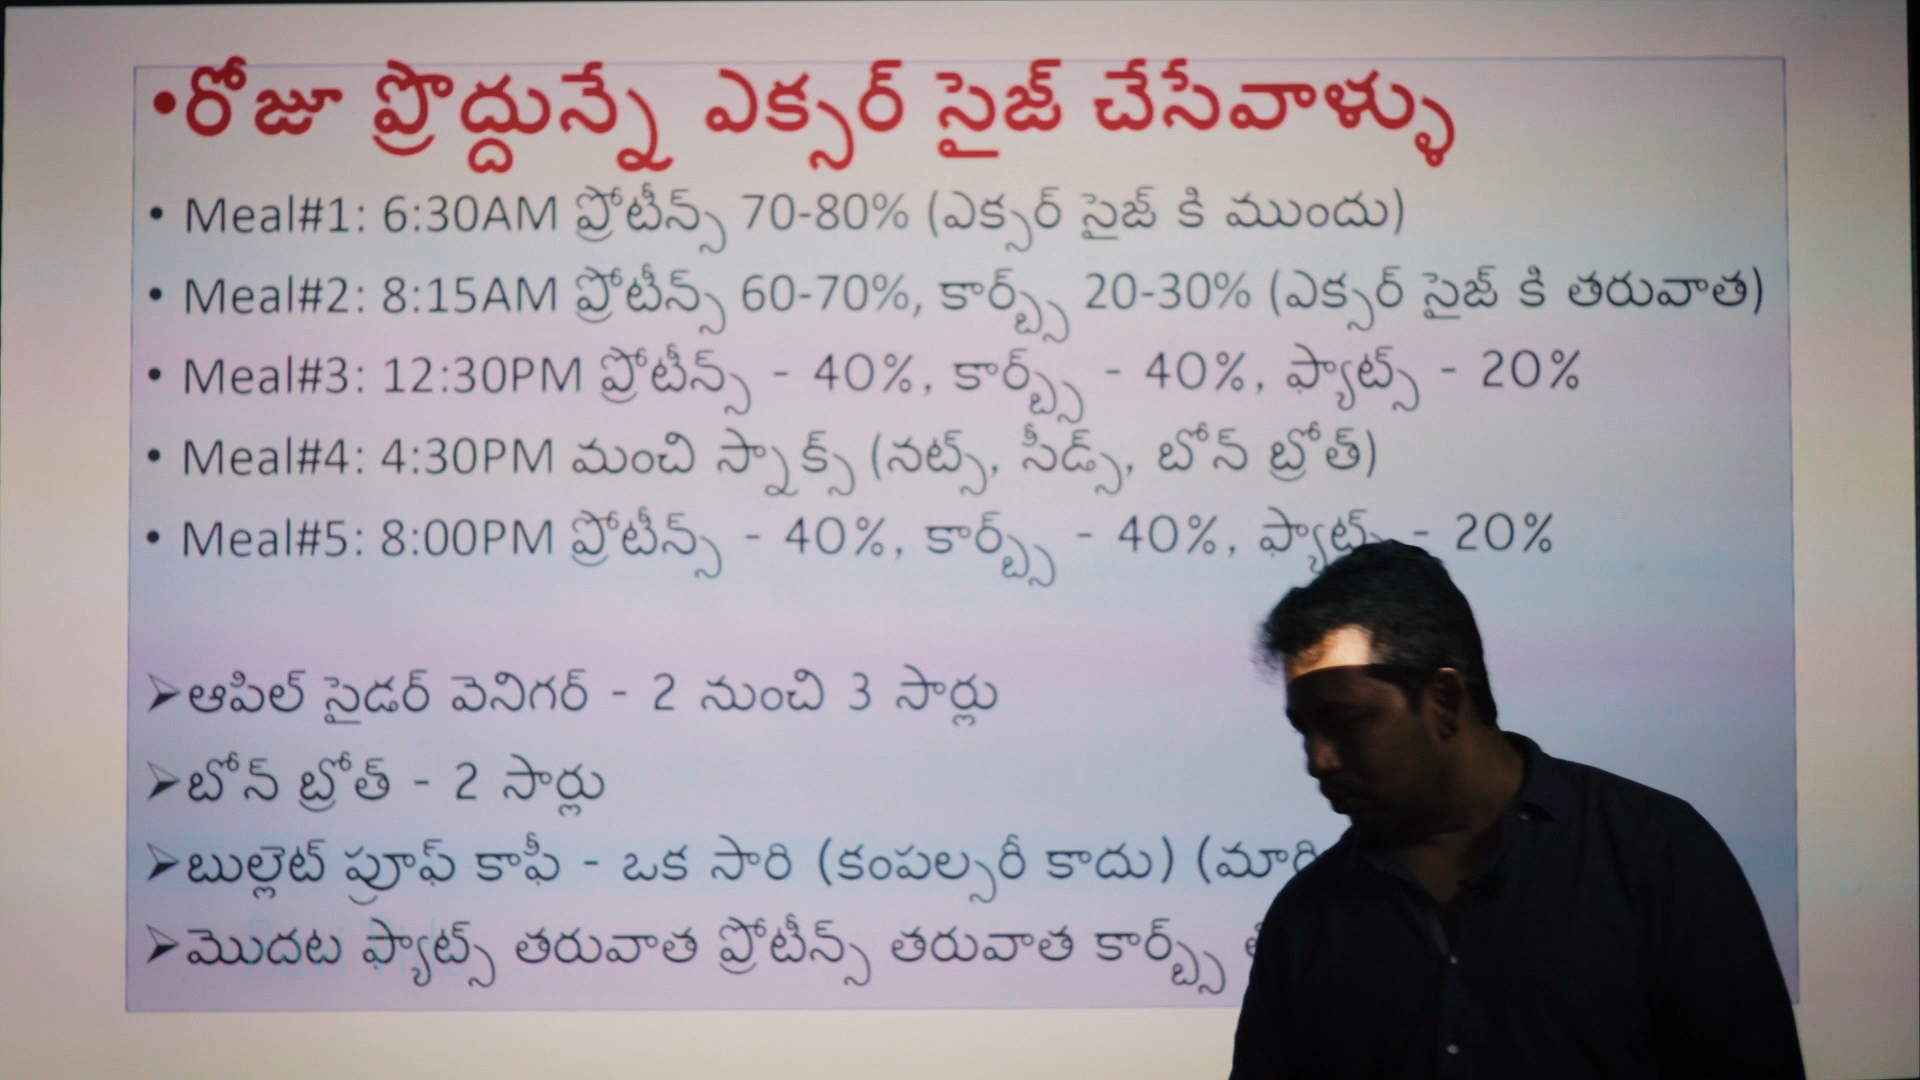 •రోజూ ప్రొద్దున్నే ఎక్సర్ సైజ్ చేసేవాళ్ళు
• Meal#1: 6:30AM ప్రోటీన్స్ 70-80% (ఎక్సర్ సైజ్ కి ముందు)
• Meal#2: 8:15AM ప్రోటీన్స్ 60-70%, కార్బ్స్ 20-30% (ఎక్సర్ సైజ్ కి తరువాత)
• Meal#3: 12:30PM ప్రోటీన్స్ - 40%, కార్బ్స్ - 40%, ఫ్యాట్స్ - 20%
• Meal#4: 4:30PM మంచి స్నాక్స్ (నట్స్, సీడ్స్, బోన్ బ్రోత్)
• Meal#5: 8:00PM ప్రోటీన్స్ - 40%, కార్బ్స్ - 40%, ఫ్యాట్స్ - 20%
➢ఆపిల్ సైడర్ వెనిగర్ - 2 నుంచి 3 సార్లు
➢బోన్ బ్రోత్ - 2 సార్లు
➢బుల్లెట్ ప్రూఫ్ కాఫీ - ఒక సారి (కంపల్సరీ కాదు)
➢మొదట ఫ్యాట్స్ తరువాత ప్రోటీన్స్ తరువాత కార్బ్స్